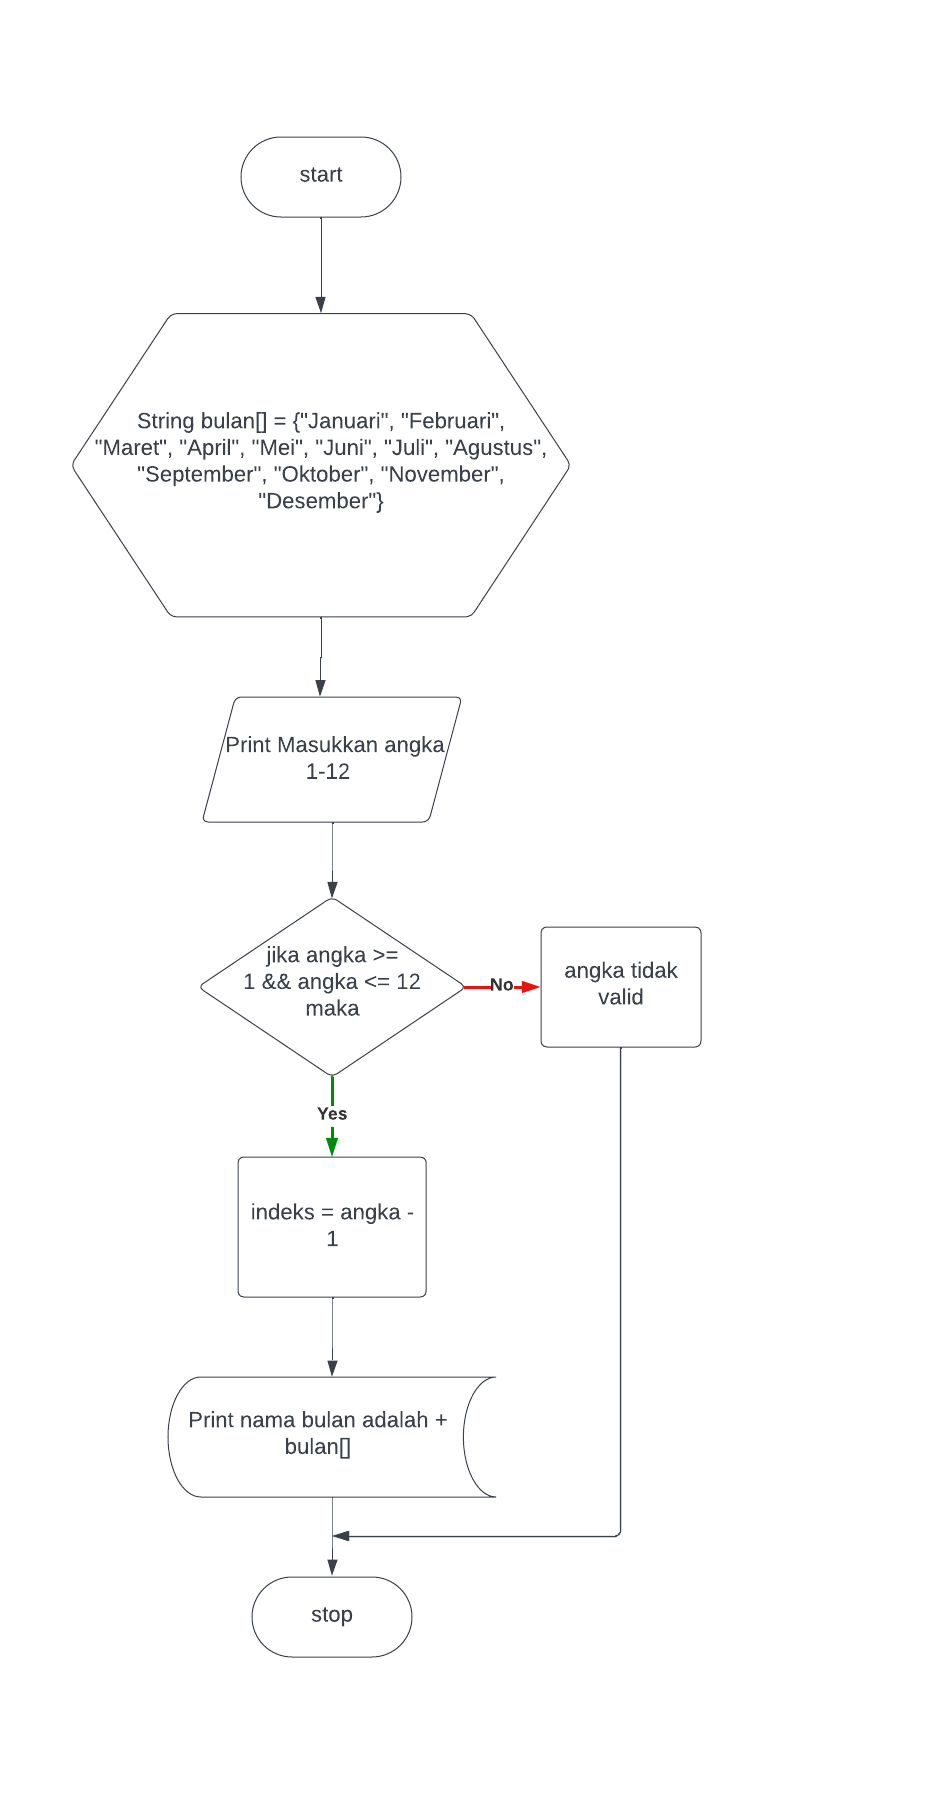 start
String bulan[] = {"Januari", "Februari",
"Maret", "April", "Mei", "Juni", "Juli", "Agustus",
"September", "Oktober", "November",
"Desember"}
Print Masukkan angka
1-12
jika angka >=
1 && angka <= 12
maka
No
angka tidak
valid
Yes
indeks = angka -
1
Print nama bulan adalah +
bulan[]
stop